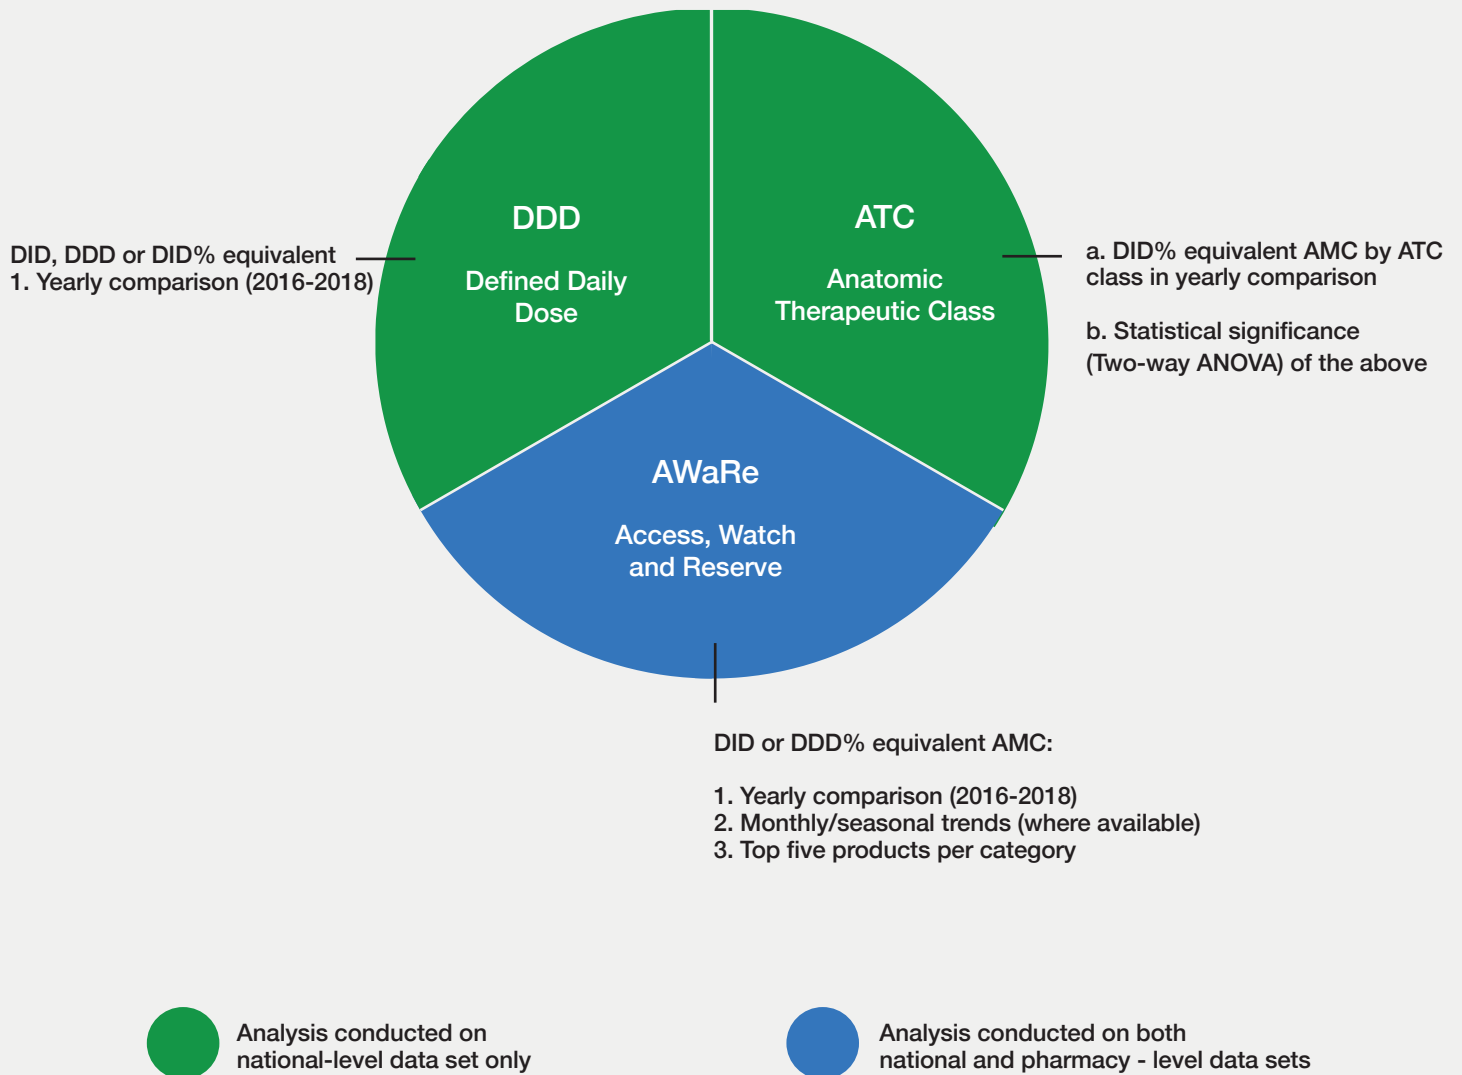 DDD
Defined Daily
Dose
ATC
Anatomic
Therapeutic Class
DID, DDD or DID% equivalent
1. Yearly comparison (2016-2018)
a. DID% equivalent AMC by ATC
class in yearly comparison
b. Statistical significance
(Two-way ANOVA) of the above
AWaRe
Access, Watch
and Reserve
DID or DDD% equivalent AMC:
1. Yearly comparison (2016-2018)
2. Monthly/seasonal trends (where available)
3. Top five products per category
Analysis conducted on
national-level data set only
Analysis conducted on both
national and pharmacy - level data sets